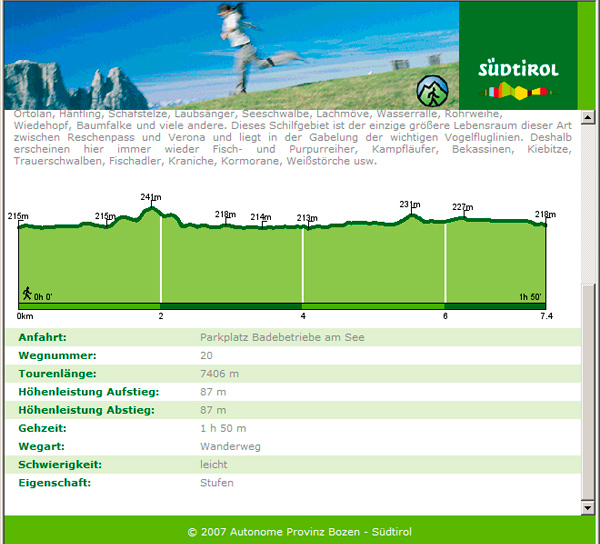 SÜDTIROL
Ortolan, Hänfling, Schafstelze, Laubsänger, Seeschwalbe, Lachmöve, Wasserralle, Rohrweihe,
Wiedehopf, Baumfalke und viele andere. Dieses Schilfgebiet ist der einzige größere Lebensraum dieser Art
zwischen Reschenpass und Verona und liegt in der Gabelung der wichtigen Vogelfluglinien. Deshalb
erscheinen hier immer wieder Fisch- und Purpurreiher, Kampfläufer, Bekassinen, Kiebitze,
Trauerschwalben, Fischadler, Kraniche, Kormorane, Weißstörche usw.
215m 215m 241m 218m 214m 213m 231m 227m 218m
0h 0' 1h 50'
0km 2 4 6 7.4
Anfahrt: Parkplatz Badebetriebe am See
Wegnummer: 20
Tourenlänge: 7406 m
Höhenleistung Aufstieg: 87 m
Höhenleistung Abstieg: 87 m
Gehzeit: 1 h 50 m
Wegart: Wanderweg
Schwierigkeit: leicht
Eigenschaft: Stufen
© 2007 Autonome Provinz Bozen - Südtirol